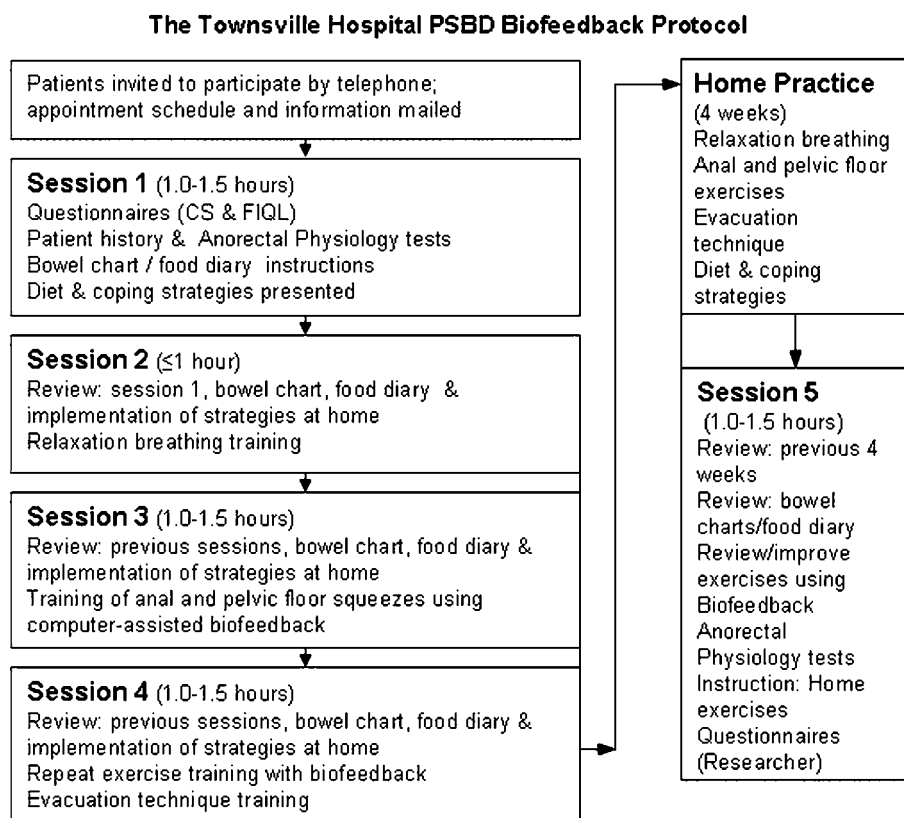 The Townsville Hospital PSBD Biofeedback Protocol
Patients invited to participate by telephone;
appointment schedule and information mailed
Session 1 (1.0-1.5 hours)
Questionnaires (CS & FIQL)
Patient history & Anorectal Physiology tests
Bowel chart / food diary instructions
Diet & coping strategies presented
Session 2 (≤1 hour)
Review: session 1, bowel chart, food diary &
implementation of strategies at home
Relaxation breathing training
Session 3 (1.0-1.5 hours)
Review: previous sessions, bowel chart, food diary &
implementation of strategies at home
Training of anal and pelvic floor squeezes using
computer-assisted biofeedback
Session 4 (1.0-1.5 hours)
Review: previous sessions, bowel chart, food diary &
implementation of strategies at home
Repeat exercise training with biofeedback
Evacuation technique training
Home Practice
(4 weeks)
Relaxation breathing
Anal and pelvic floor
exercises
Evacuation
technique
Diet & coping
strategies
Session 5
(1.0-1.5 hours)
Review: previous 4
weeks
Review: bowel
charts/food diary
Review/improve
exercises using
Biofeedback
Anorectal
Physiology tests
Instruction: Home
exercises
Questionnaires
(Researcher)